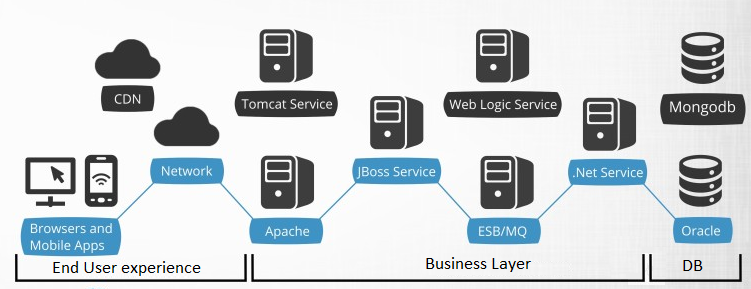 CDN
Tomcat Service
Web Logic Service
Mongodb
Network
JBoss Service
.Net Service
Browsers and
Mobile Apps
Apache
ESB/MQ
Oracle
End User experience
Business Layer
DB